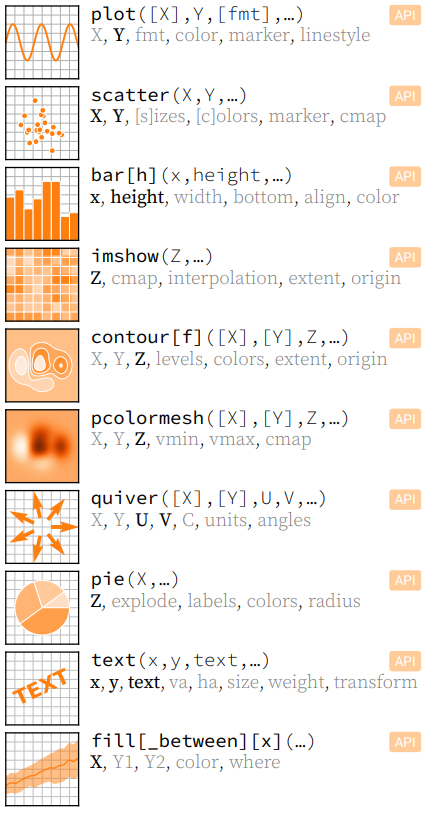 plot([X],Y,[fmt],…) API
X, Y, fmt, color, marker, linestyle
scatter(X,Y,…) API
X, Y, [s]izes, [c]olors, marker, cmap
bar[h](x,height,…) API
x, height, width, bottom, align, color
imshow(Z,…) API
Z, cmap, interpolation, extent, origin
contour[f]([X],[Y],Z,…) API
X, Y, Z, levels, colors, extent, origin
pcolormesh([X],[Y],Z,…) API
X, Y, Z, vmin, vmax, cmap
quiver([X],[Y],U,V,…) API
X, Y, U, V, C, units, angles
pie(X,…) API
Z, explode, labels, colors, radius
TEXT
text(x,y,text,…) API
x, y, text, va, ha, size, weight, transform
fill[_between][x](…) API
X, Y1, Y2, color, where